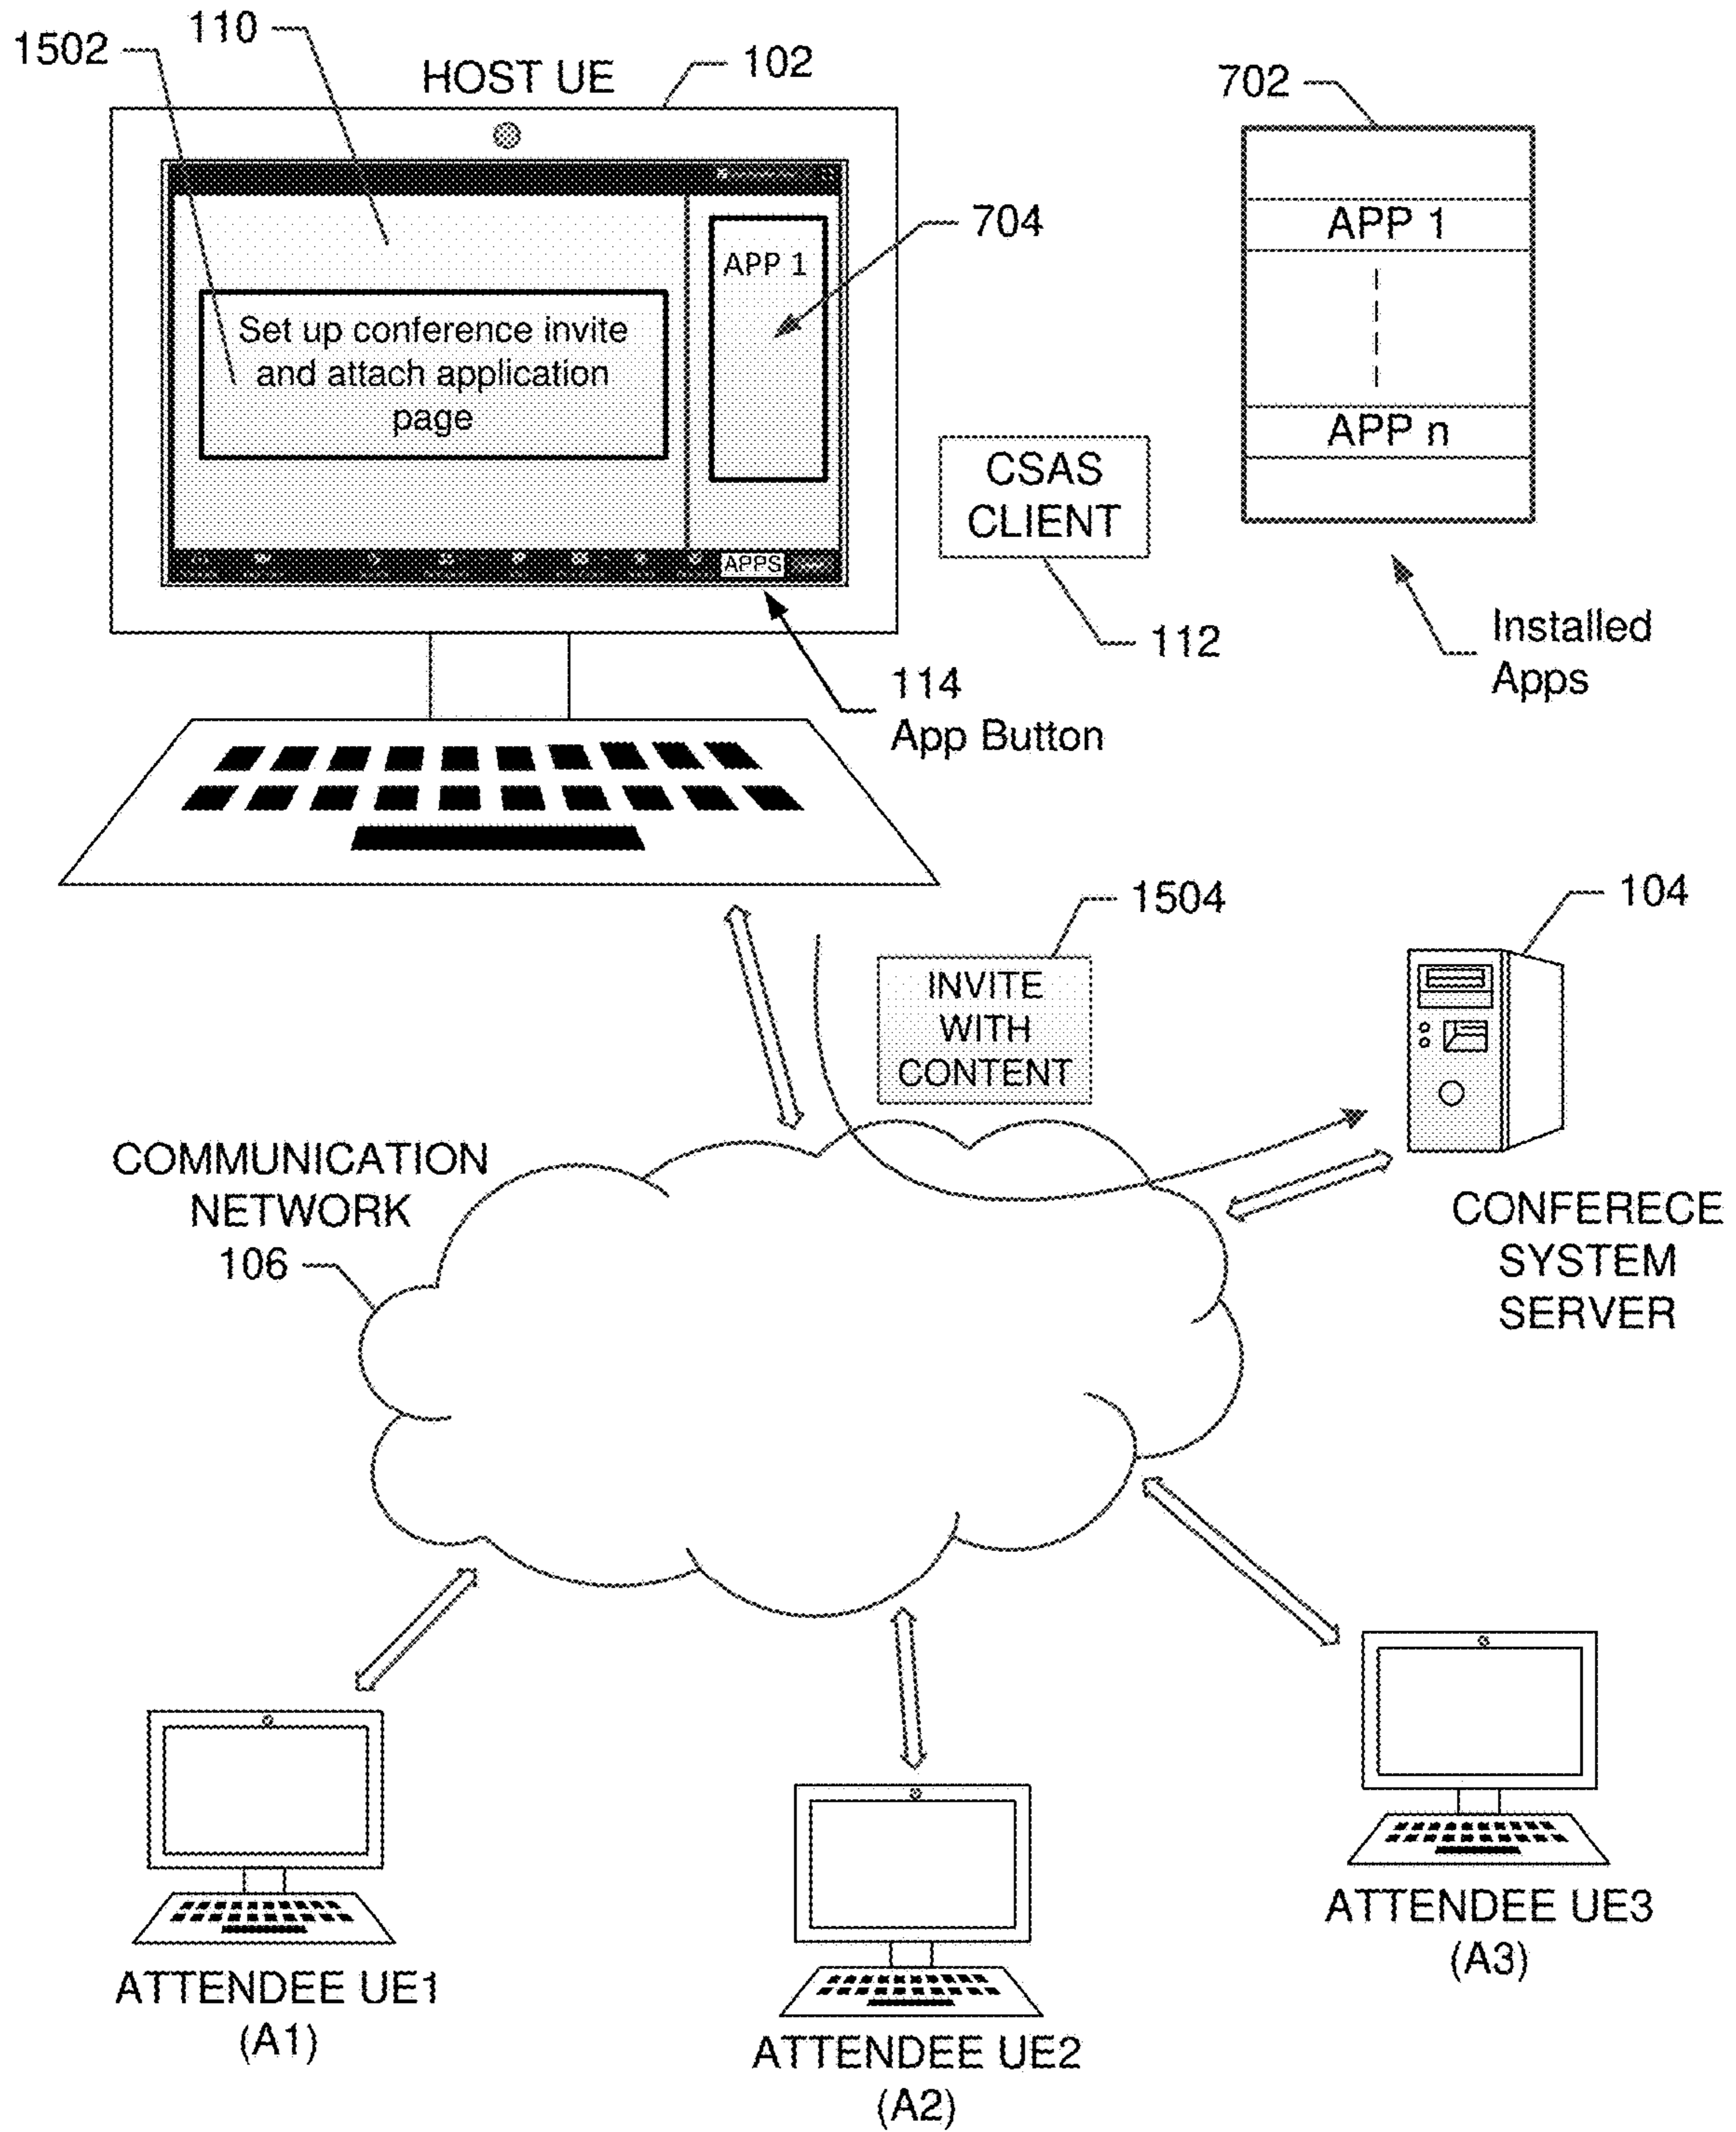 110
1502
HOST UE
102
702
704
APP 1
APP 1
Set up conference invite
and attach application
page
APP n
CSAS
CLIENT
APPS
112
Installed
Apps
114
App Button
1504
104
INVITE
WITH
CONTENT
COMMUNICATION
NETWORK
106
CONFERECE
SYSTEM
SERVER
ATTENDEE UE3
(A3)
ATTENDEE UE1
(A1)
ATTENDEE UE2
(A2)